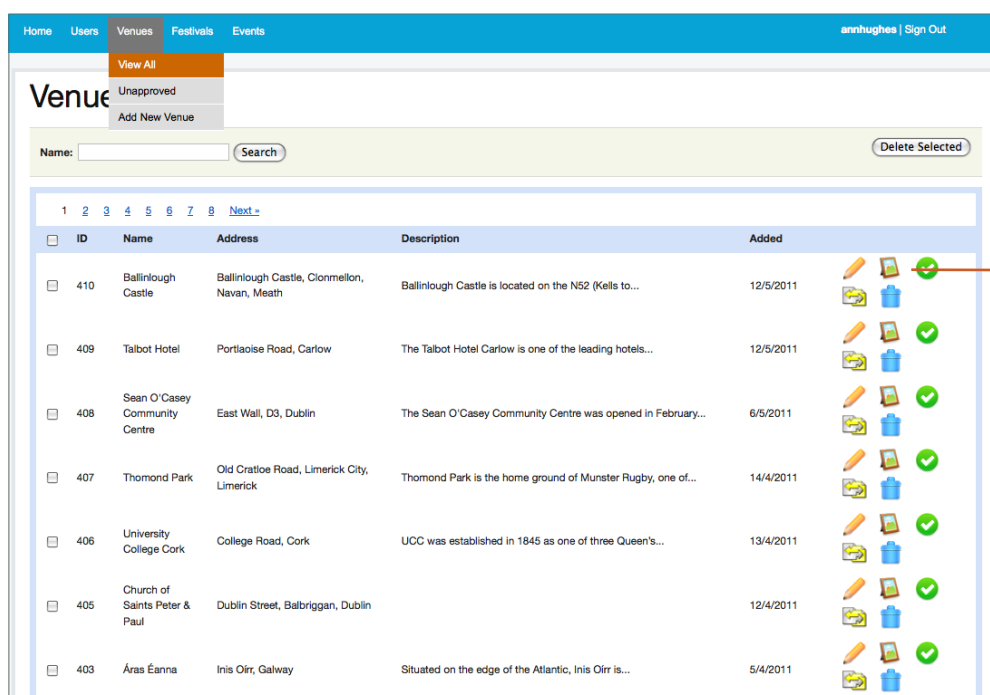 Home Users Venues Festivals Events annhughes | Sign Out
View All
Unapproved
Add New Venue
Venue
Name: Search Delete Selected
1 2 3 4 5 6 7 8 Next »
ID Name Address Description Added
410 Ballinlough Castle Ballinlough Castle, Clonmellon, Navan, Meath Ballinlough Castle is located on the N52 (Kells to... 12/5/2011
409 Talbot Hotel Portlaoise Road, Carlow The Talbot Hotel Carlow is one of the leading hotels... 12/5/2011
408 Sean O'Casey Community Centre East Wall, D3, Dublin The Sean O'Casey Community Centre was opened in February... 6/5/2011
407 Thomond Park Old Cratloe Road, Limerick City, Limerick Thomond Park is the home ground of Munster Rugby, one of... 14/4/2011
406 University College Cork College Road, Cork UCC was established in 1845 as one of three Queen's... 13/4/2011
405 Church of Saints Peter & Paul Dublin Street, Balbriggan, Dublin 12/4/2011
403 Áras Éanna Inis Oírr, Galway Situated on the edge of the Atlantic, Inis Oírr is... 5/4/2011